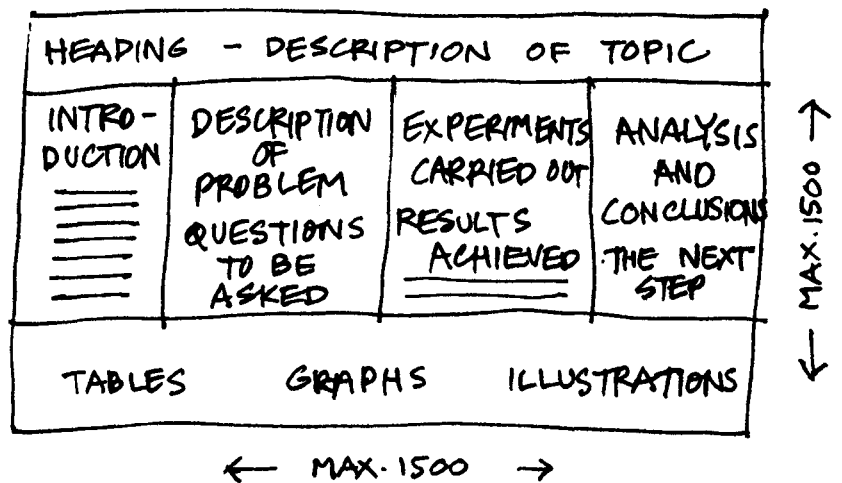 HEADING - DESCRIPTION OF TOPIC
INTRO-
DUCTION
DESCRIPTION
OF
PROBLEM
QUESTIONS
TO BE
ASKED
EXPERIMENTS
CARRIED OUT
RESULTS
ACHIEVED
ANALYSIS
AND
CONCLUSIONS
THE NEXT
STEP
TABLES GRAPHS ILLUSTRATIONS
← MAX.1500 →
← MAX.1500 →